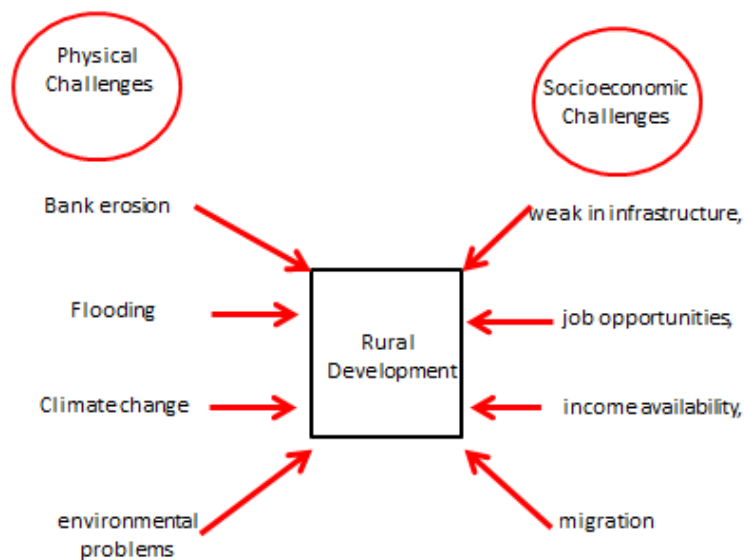 Physical
Challenges
Socioeconomic
Challenges
Bank erosion
weak in infrastructure,
Flooding
job opportunities,
Rural
Development
Climate change
income availability,
environmental
problems
migration